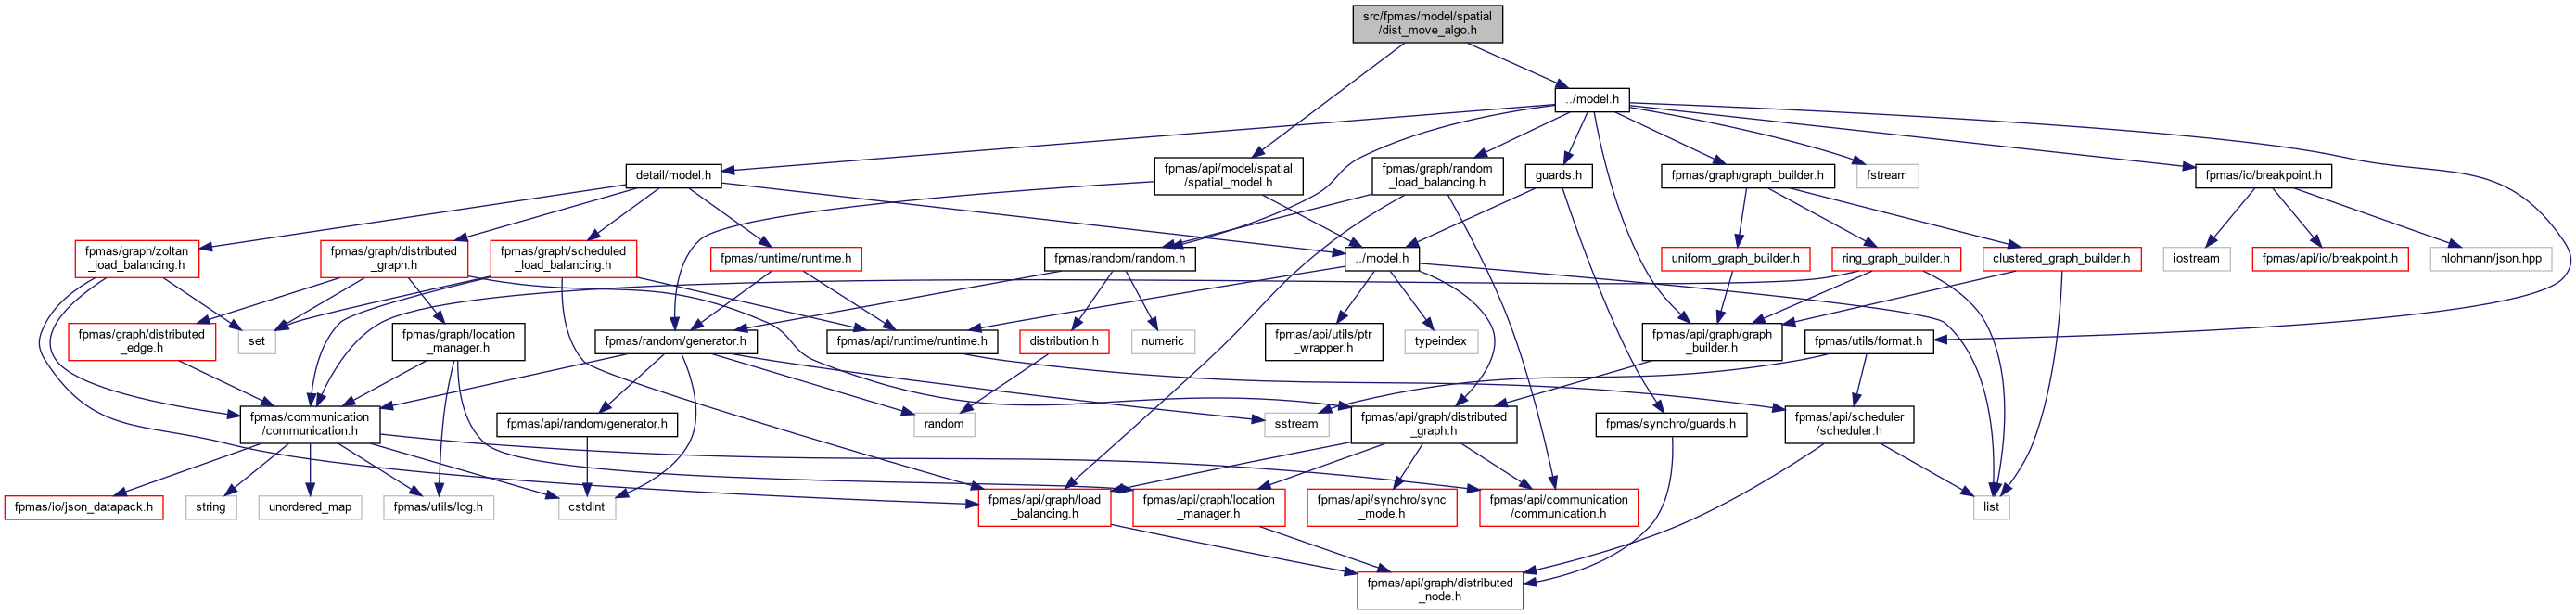 src/fpmas/model/spatial
/dist_move_algo.h
../model.h
detail/model.h
fpmas/api/model/spatial
/spatial_model.h
fpmas/graph/random
_load_balancing.h
guards.h
fpmas/graph/graph_builder.h
fstream
fpmas/io/breakpoint.h
fpmas/graph/zoltan
_load_balancing.h
fpmas/graph/distributed
_graph.h
fpmas/graph/scheduled
_load_balancing.h
fpmas/runtime/runtime.h
fpmas/random/random.h
../model.h
uniform_graph_builder.h
ring_graph_builder.h
clustered_graph_builder.h
iostream
fpmas/api/io/breakpoint.h
nlohmann/json.hpp
fpmas/graph/distributed
_edge.h
set
fpmas/graph/location
_manager.h
fpmas/random/generator.h
fpmas/api/runtime/runtime.h
distribution.h
numeric
fpmas/api/utils/ptr
_wrapper.h
typeindex
fpmas/api/graph/graph
_builder.h
fpmas/utils/format.h
fpmas/communication
/communication.h
fpmas/api/random/generator.h
random
sstream
fpmas/api/graph/distributed
_graph.h
fpmas/synchro/guards.h
fpmas/api/scheduler
/scheduler.h
fpmas/io/json_datapack.h
string
unordered_map
fpmas/utils/log.h
cstdint
fpmas/api/graph/load
_balancing.h
fpmas/api/graph/location
_manager.h
fpmas/api/synchro/sync
_mode.h
fpmas/api/communication
/communication.h
list
fpmas/api/graph/distributed
_node.h